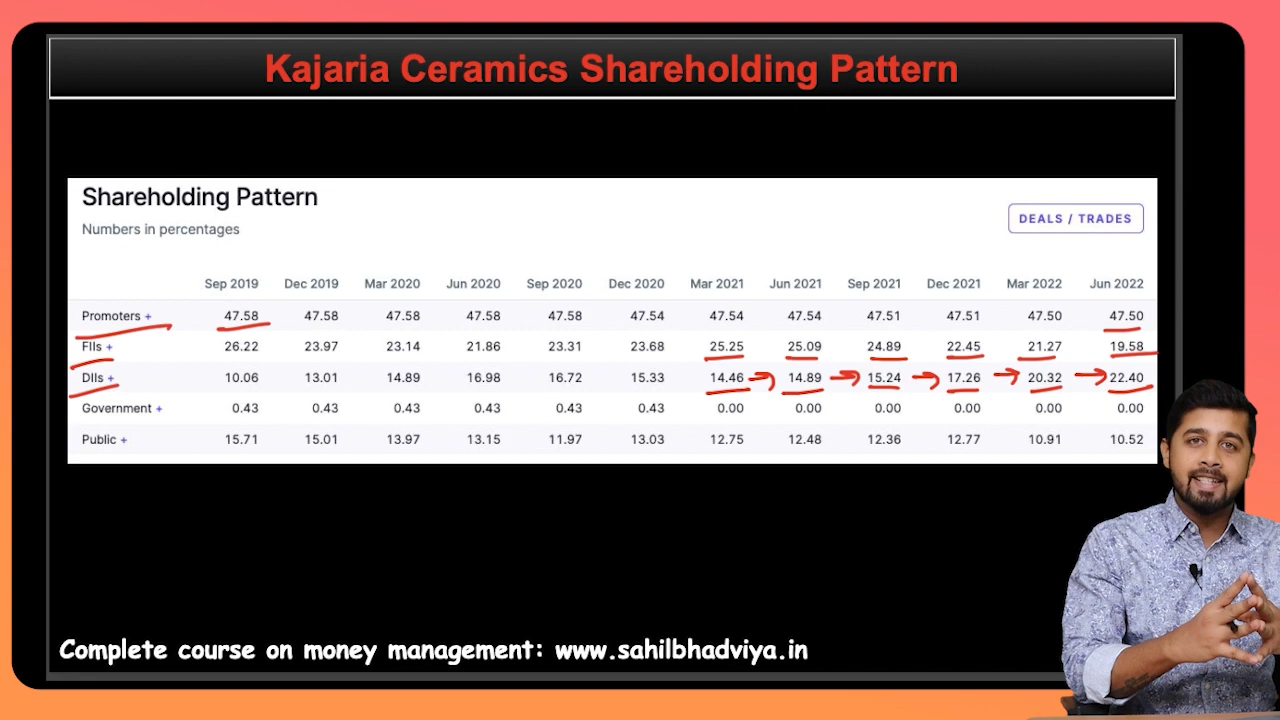 Kajaria Ceramics Shareholding Pattern
Shareholding Pattern
Numbers in percentages
DEALS / TRADES
Sep 2019 Dec 2019 Mar 2020 Jun 2020 Sep 2020 Dec 2020 Mar 2021 Jun 2021 Sep 2021 Dec 2021 Mar 2022 Jun 2022
Promoters + 47.58 47.58 47.58 47.58 47.58 47.54 47.54 47.54 47.51 47.51 47.50 47.50
FIIs + 26.22 23.97 23.14 21.86 23.31 23.68 25.25 25.09 24.89 22.45 21.27 19.58
DIIs + 10.06 13.01 14.89 16.98 16.72 15.33 14.46 14.89 15.24 17.26 20.32 22.40
Government + 0.43 0.43 0.43 0.43 0.43 0.43 0.00 0.00 0.00 0.00 0.00 0.00
Public + 15.71 15.01 13.97 13.15 11.97 13.03 12.75 12.48 12.36 12.77 10.91 10.52
Complete course on money management: www.sahilbhadviya.in